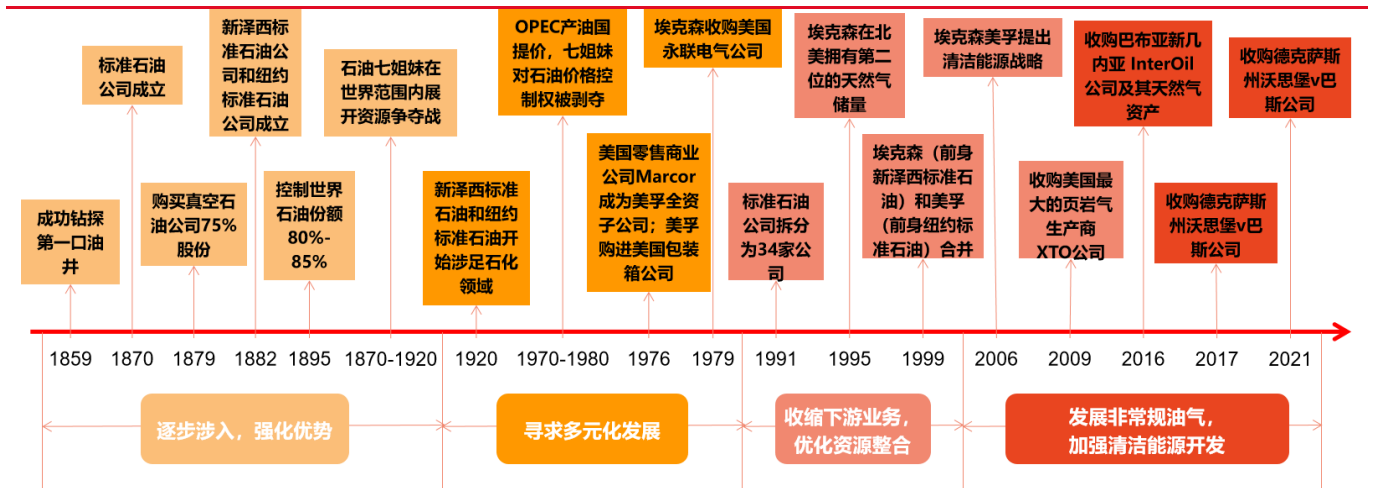 成功钻探
第一口油
井
标准石油
公司成立
购买真空石
油公司75%
股份
新泽西标
准石油公
司和纽约
标准石油
公司成立
控制世界
石油份额
80%-
85%
石油七姐妹在
世界范围内展
开资源争夺战
新泽西标准
石油和纽约
标准石油开
始涉足石化
领域
OPEC产油国
提价，七姐妹
对石油价格控
制权被剥夺
美国零售商业
公司Marcor
成为美孚全资
子公司；美孚
购进美国包装
箱公司
埃克森收购美国
永联电气公司
标准石油
公司拆分
为34家公
司
埃克森在北
美拥有第二
位的天然气
储量
埃克森（前身
新泽西标准石
油）和美孚
（前身纽约标
准石油）合并
埃克森美孚提出
清洁能源战略
收购美国最
大的页岩气
生产商
XTO公司
收购巴布亚新几
内亚 InterOil
公司及其天然气
资产
收购德克萨斯
州沃思堡v巴
斯公司
收购德克萨斯
州沃思堡v巴
斯公司
1859
1870
1879
1882
1895
1870-1920
1920
1970-1980
1976
1979
1991
1995
1999
2006
2009
2016
2017
2021
逐步涉入，强化优势
寻求多元化发展
收缩下游业务，
优化资源整合
发展非常规油气，
加强清洁能源开发